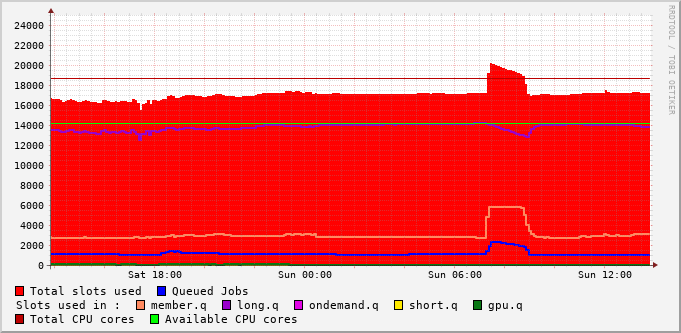 24000
22000
20000
18000
16000
14000
12000
10000
8000
6000
4000
2000
0
Sat 18:00 Sun 00:00 Sun 06:00 Sun 12:00
Total slots used Queued Jobs
Slots used in : member.q long.q ondemand.q short.q gpu.q
Total CPU cores Available CPU cores
RRDTOOL / TOBI OETIKER